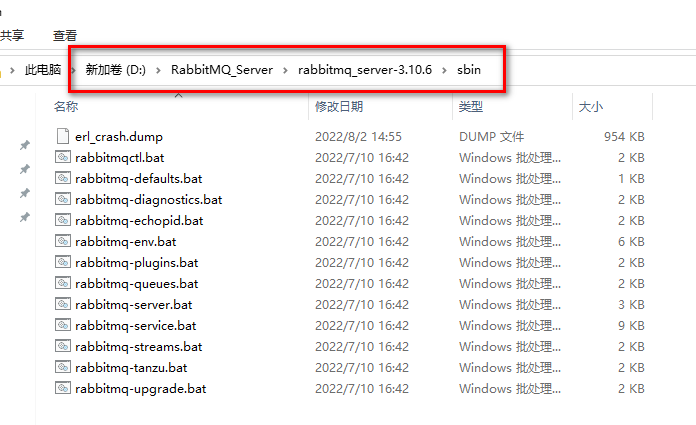 共享 查看
此电脑 > 新加卷 (D:) > RabbitMQ_Server > rabbitmq_server-3.10.6 > sbin
名称 修改日期 类型 大小
erl_crash.dump 2022/8/2 14:55 DUMP 文件 954 KB
rabbitmqctl.bat 2022/7/10 16:42 Windows 批处理... 2 KB
rabbitmq-defaults.bat 2022/7/10 16:42 Windows 批处理... 1 KB
rabbitmq-diagnostics.bat 2022/7/10 16:42 Windows 批处理... 2 KB
rabbitmq-echopid.bat 2022/7/10 16:42 Windows 批处理... 2 KB
rabbitmq-env.bat 2022/7/10 16:42 Windows 批处理... 6 KB
rabbitmq-plugins.bat 2022/7/10 16:42 Windows 批处理... 2 KB
rabbitmq-queues.bat 2022/7/10 16:42 Windows 批处理... 2 KB
rabbitmq-server.bat 2022/7/10 16:42 Windows 批处理... 3 KB
rabbitmq-service.bat 2022/7/10 16:42 Windows 批处理... 9 KB
rabbitmq-streams.bat 2022/7/10 16:42 Windows 批处理... 2 KB
rabbitmq-tanzu.bat 2022/7/10 16:42 Windows 批处理... 2 KB
rabbitmq-upgrade.bat 2022/7/10 16:42 Windows 批处理... 2 KB